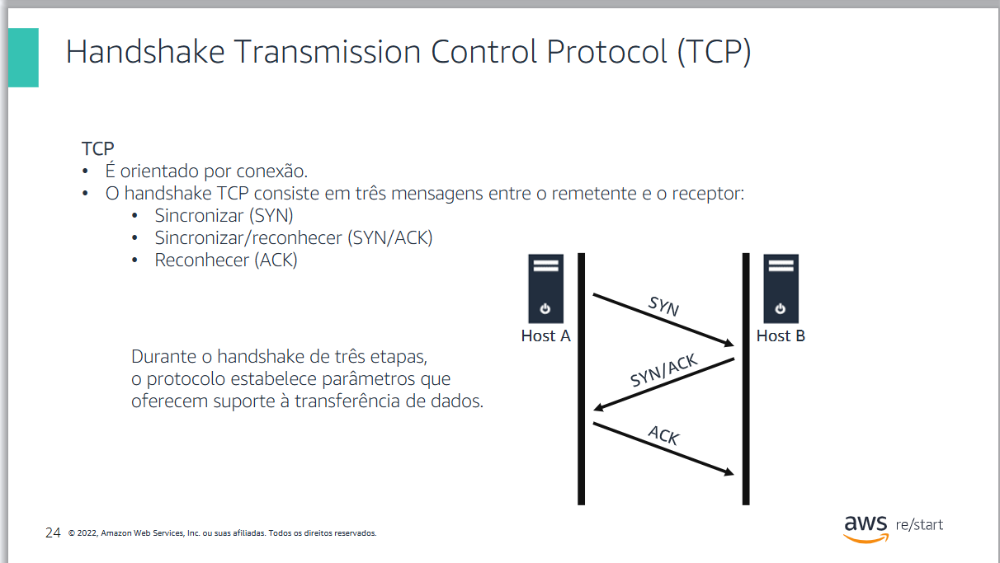 Handshake Transmission Control Protocol (TCP)
TCP
• É orientado por conexão.
• O handshake TCP consiste em três mensagens entre o remetente e o receptor:
• Sincronizar (SYN)
• Sincronizar/reconhecer (SYN/ACK)
• Reconhecer (ACK)
Durante o handshake de três etapas,
o protocolo estabelece parâmetros que
oferecem suporte à transferência de dados.
Host A
Host B
SYN
SYN/ACK
ACK
24 © 2022, Amazon Web Services, Inc. ou suas afiliadas. Todos os direitos reservados.
aws re/start